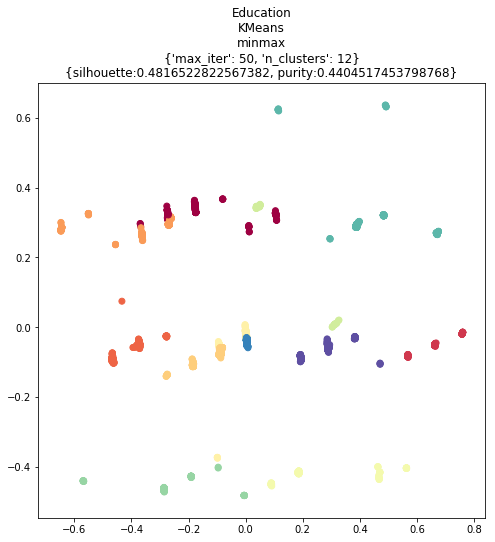 Education
KMeans
minmax
{'max_iter': 50, 'n_clusters': 12}
{silhouette:0.4816522822567382, purity:0.4404517453798768}
0.6
0.4
0.2
0.0
−0.2
−0.4
−0.6 −0.4 −0.2 0.0 0.2 0.4 0.6 0.8